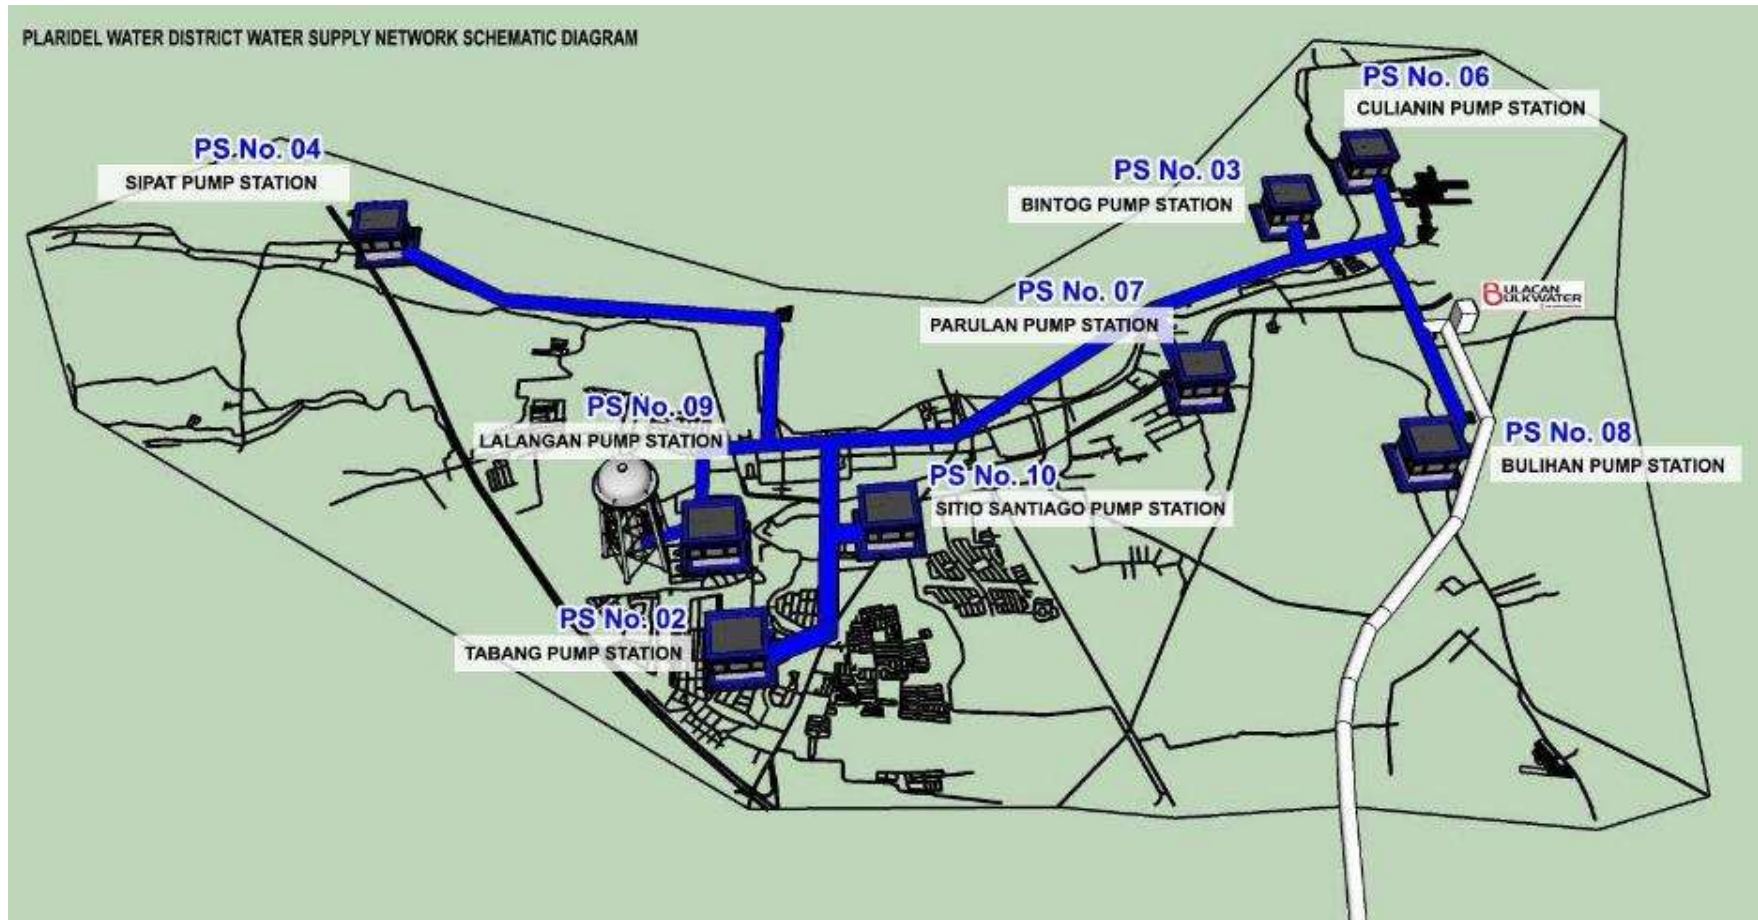 PLARIDEL WATER DISTRICT WATER SUPPLY NETWORK SCHEMATIC DIAGRAM
PS No. 06
CULIANIN PUMP STATION
PS No. 04
SIPAT PUMP STATION
PS No. 03
BINTOG PUMP STATION
PS No. 07
PARULAN PUMP STATION
BULACAN
BULKWATER
PS No. 09
LALANGAN PUMP STATION
PS No. 08
BULIHAN PUMP STATION
PS No. 10
SITIO SANTIAGO PUMP STATION
PS No. 02
TABANG PUMP STATION